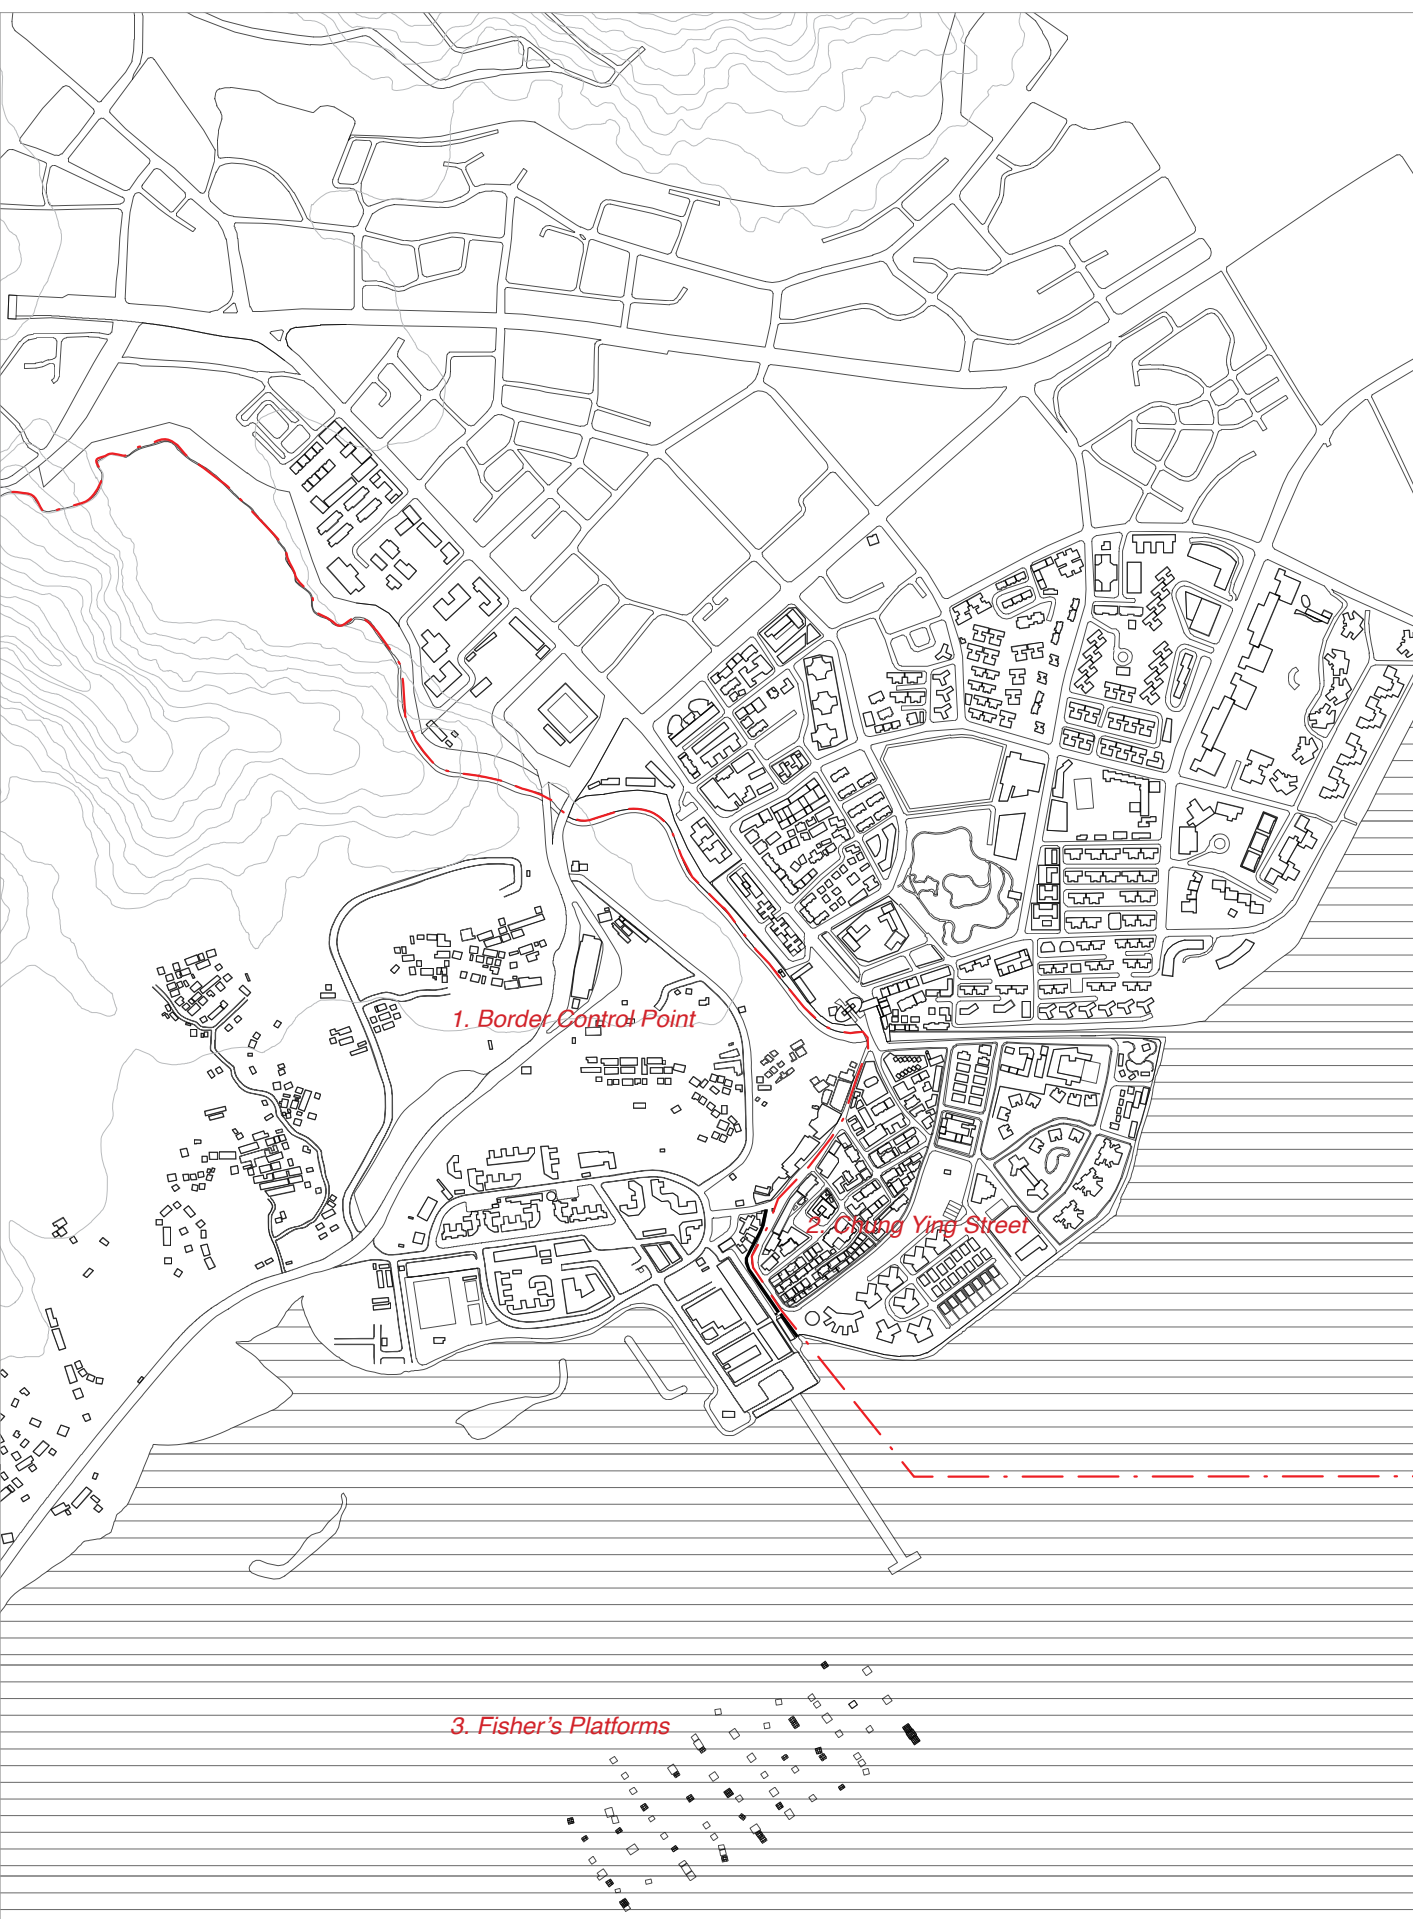 1. Border Control Point
2. Chung Ying Street
3. Fisher's Platforms